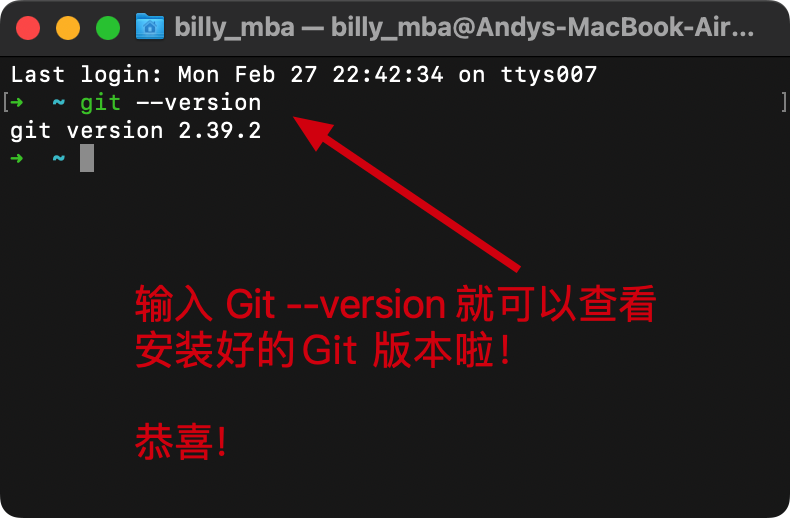 billy_mba — billy_mba@Andys-MacBook-Air...
Last login: Mon Feb 27 22:42:34 on ttys007
[➜  ~ git --version ]
git version 2.39.2
➜  ~
输入 Git --version 就可以查看
安装好的Git 版本啦！
恭喜!